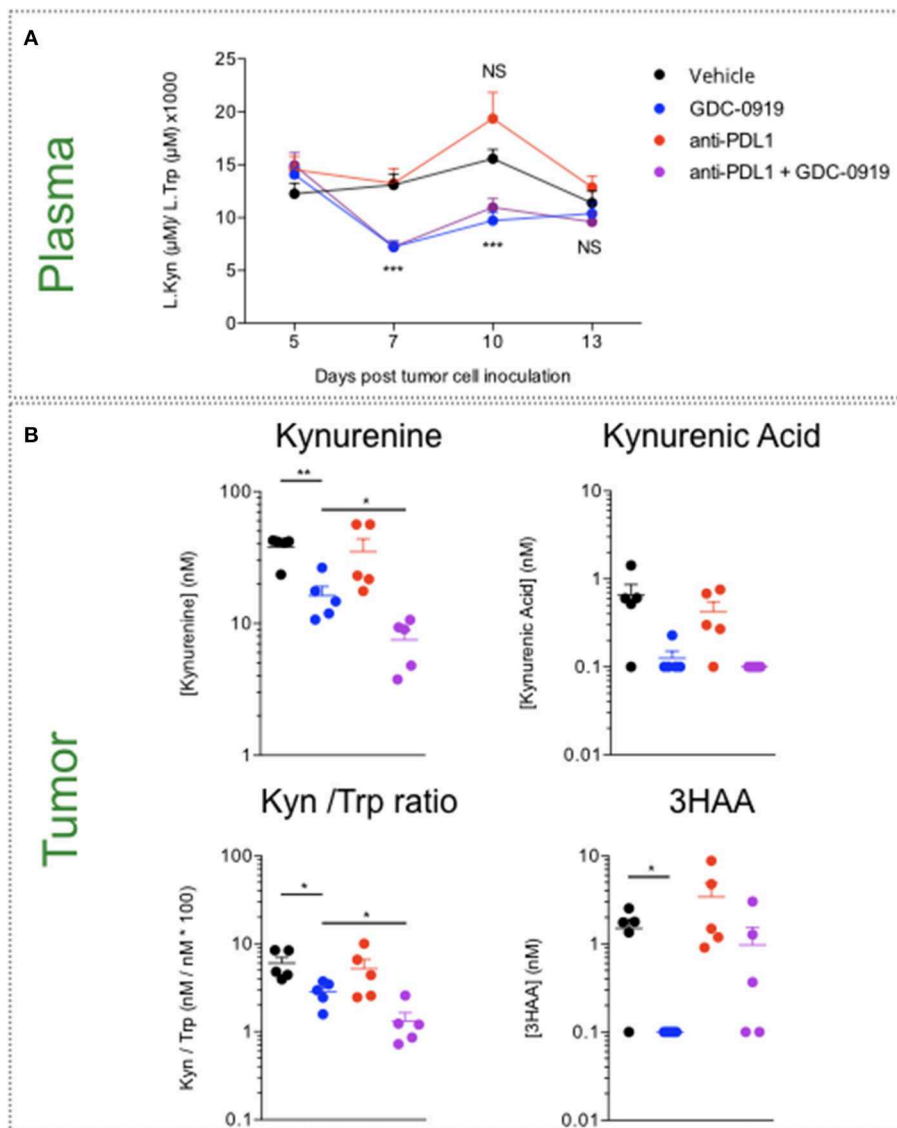 A
Plasma
L.Kyn (µM)/ L.Trp (µM) x1000
25
20
15
10
5
0
NS
***
***
NS
5 7 10 13
Days post tumor cell inoculation
Vehicle
GDC-0919
anti-PDL1
anti-PDL1 + GDC-0919
B
Tumor
Kynurenine
[Kynurenine] (nM)
100
10
1
**
*
Kynurenic Acid
[Kynurenic Acid] (nM)
10
1
0.1
0.01
Kyn /Trp ratio
Kyn / Trp (nM / nM * 100)
100
10
1
0.1
*
*
3HAA
[3HAA] (nM)
10
1
0.1
0.01
*